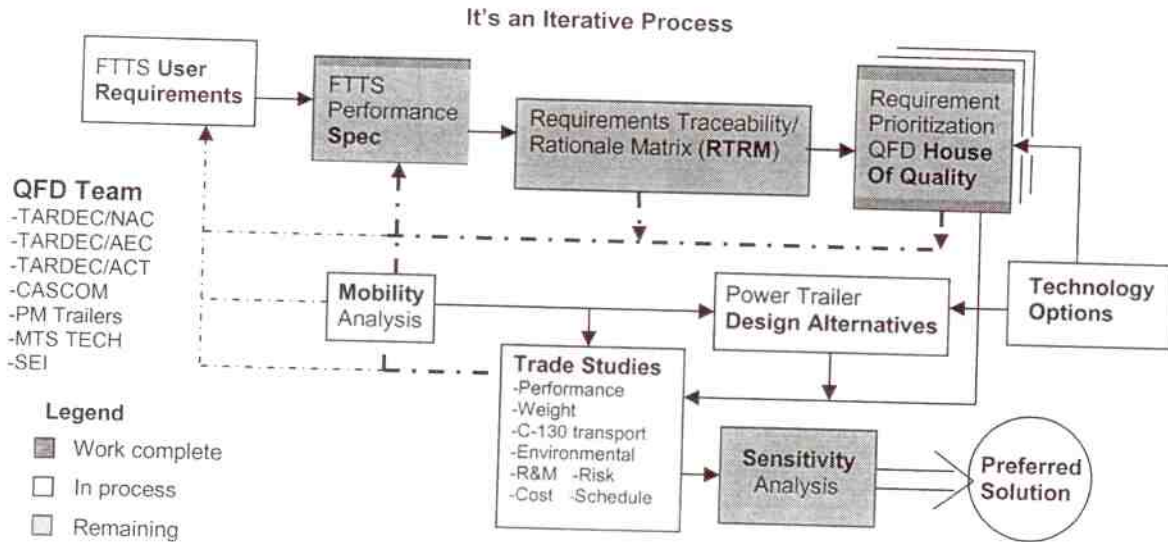 It's an Iterative Process
FTTS User
Requirements
FTTS
Performance
Spec
Requirements Traceability/
Rationale Matrix (RTRM)
Requirement
Prioritization
QFD House
Of Quality
QFD Team
-TARDEC/NAC
-TARDEC/AEC
-TARDEC/ACT
-CASCOM
-PM Trailers
-MTS TECH
-SEI
Mobility
Analysis
Power Trailer
Design Alternatives
Technology
Options
Trade Studies
-Performance
-Weight
-C-130 transport
-Environmental
-R&M -Risk
-Cost -Schedule
Sensitivity
Analysis
Preferred
Solution
Legend
Work complete
In process
Remaining